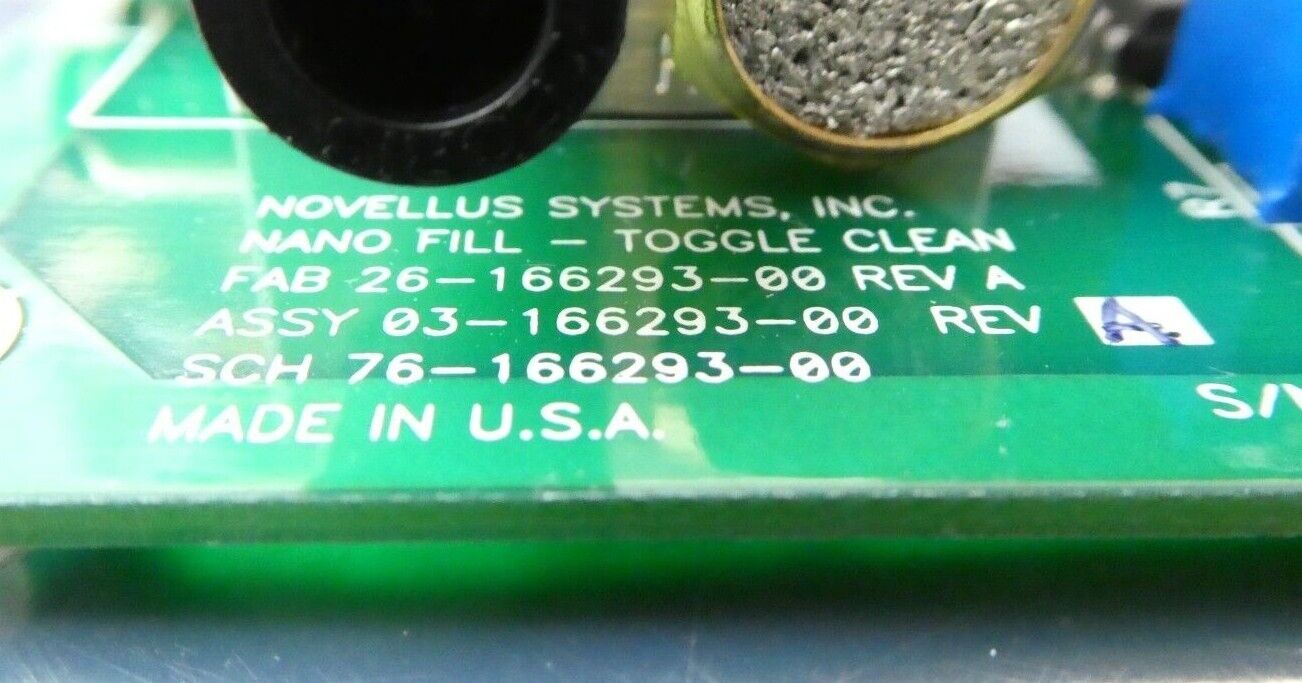 NOVELLUS SYSTEMS, INC.
NANO FILL - TOGGLE CLEAN
FAB 26-166293-00 REV A
ASSY 03-166293-00 REV A
SCH 76-166293-00
MADE IN U.S.A.